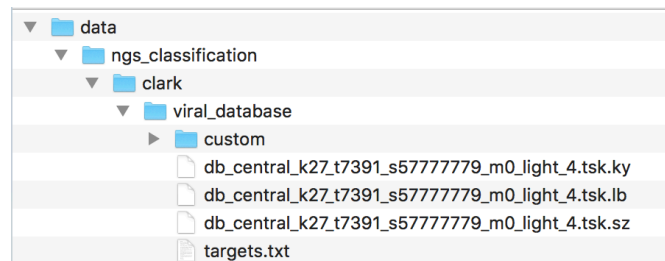 data
ngs_classification
clark
viral_database
custom
db_central_k27_t7391_s57777779_m0_light_4.tsk.ky
db_central_k27_t7391_s57777779_m0_light_4.tsk.lb
db_central_k27_t7391_s57777779_m0_light_4.tsk.sz
targets.txt